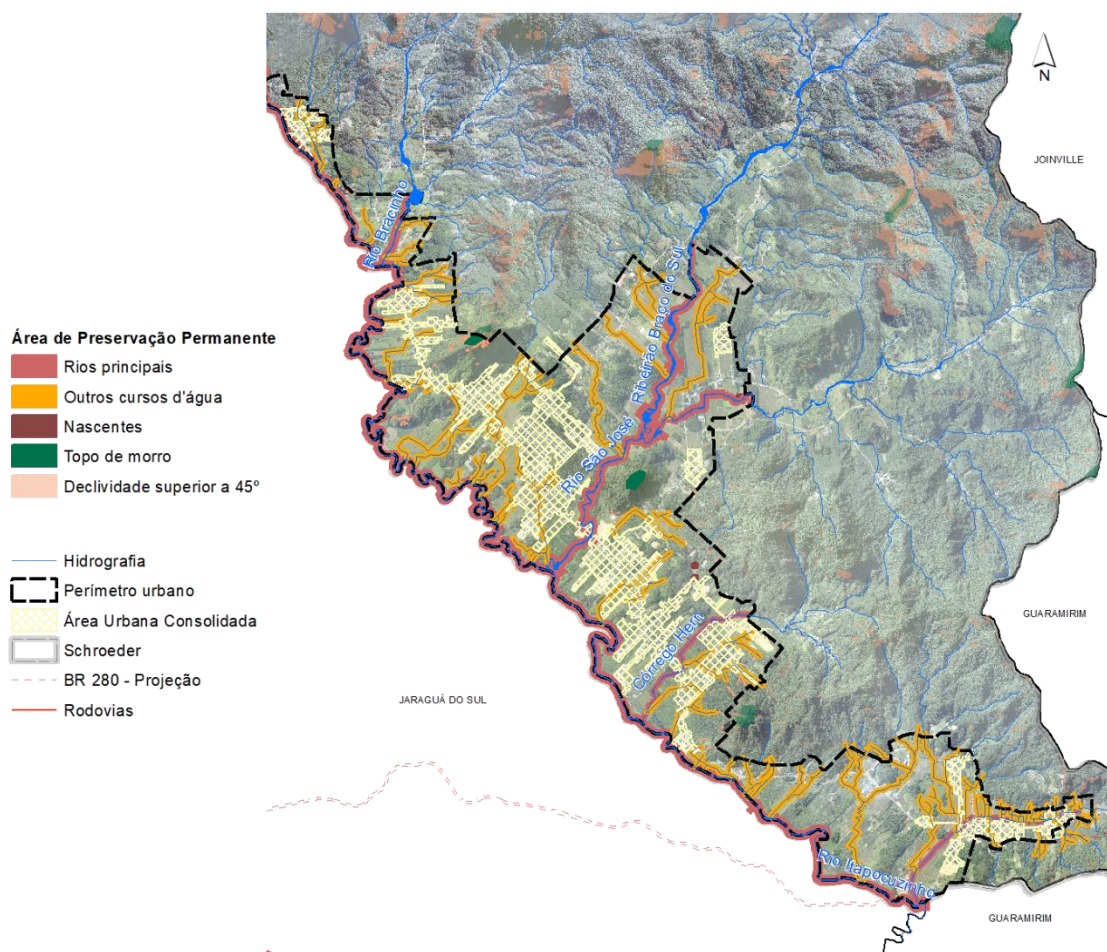 N
JOINVILLE
Rio Bracinho
Ribeirão Braço do Sul
Rio São José
Área de Preservação Permanente
Rios principais
Outros cursos d'água
Nascentes
Topo de morro
Declividade superior a 45º
Hidrografia
Perímetro urbano
Área Urbana Consolidada
Schroeder
BR 280 - Projeção
Rodovias
GUARAMIRIM
Córrego Hern
JARAGUÁ DO SUL
Rio Itapocuzinho
GUARAMIRIM